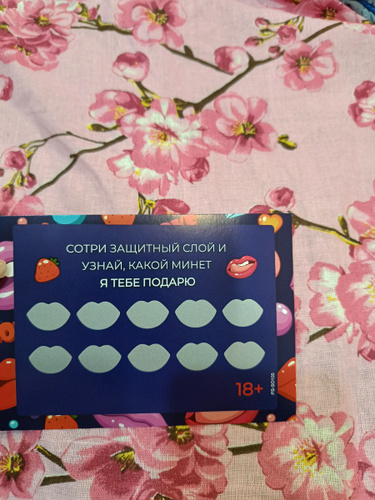 СОТРИ ЗАЩИТНЫЙ СЛОЙ И
УЗНАЙ, КАКОЙ МИНЕТ
Я ТЕБЕ ПОДАРЮ
18+